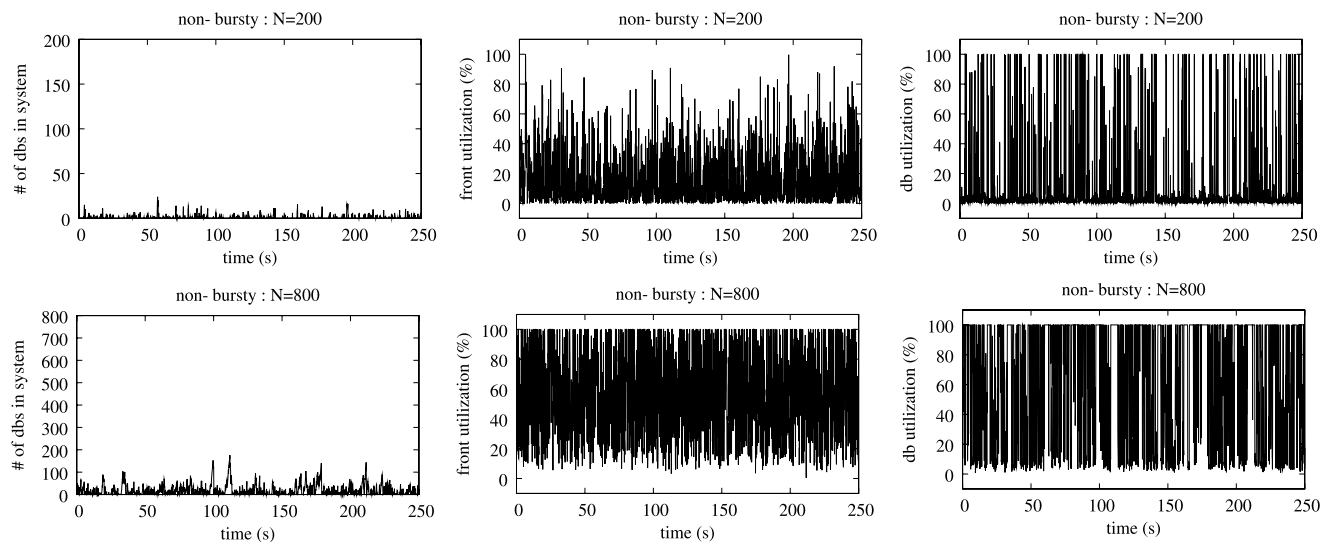 non- bursty : N=200
# of dbs in system
200
150
100
50
0
0 50 100 150 200 250
time (s)
non- bursty : N=200
front utilization (%)
100
80
60
40
20
0
0 50 100 150 200 250
time (s)
non- bursty : N=200
db utilization (%)
100
80
60
40
20
0
0 50 100 150 200 250
time (s)
non- bursty : N=800
# of dbs in system
800
700
600
500
400
300
200
100
0
0 50 100 150 200 250
time (s)
non- bursty : N=800
front utilization (%)
100
80
60
40
20
0
0 50 100 150 200 250
time (s)
non- bursty : N=800
db utilization (%)
100
80
60
40
20
0
0 50 100 150 200 250
time (s)